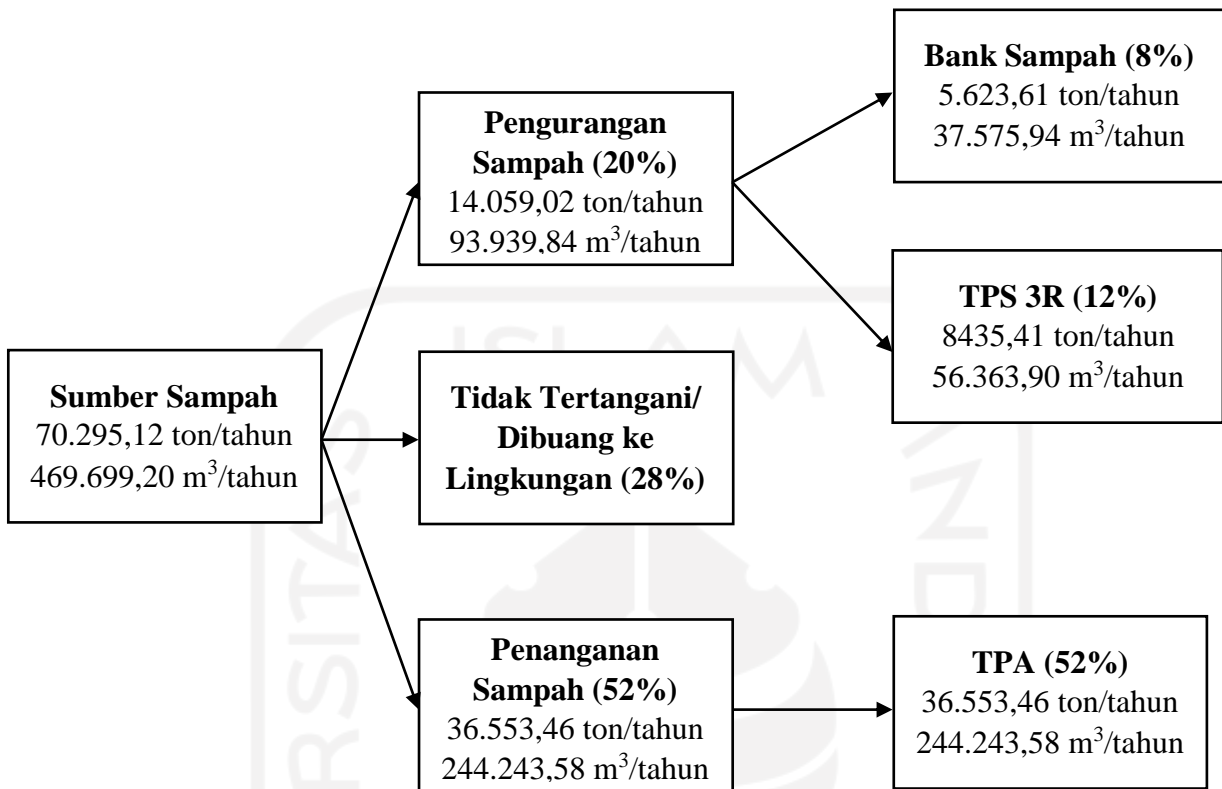 Sumber Sampah
70.295,12 ton/tahun
469.699,20 m³/tahun
Pengurangan
Sampah (20%)
14.059,02 ton/tahun
93.939,84 m³/tahun
Bank Sampah (8%)
5.623,61 ton/tahun
37.575,94 m³/tahun
TPS 3R (12%)
8435,41 ton/tahun
56.363,90 m³/tahun
Tidak Tertangani/
Dibuang ke
Lingkungan (28%)
Penanganan
Sampah (52%)
36.553,46 ton/tahun
244.243,58 m³/tahun
TPA (52%)
36.553,46 ton/tahun
244.243,58 m³/tahun
ISLAM